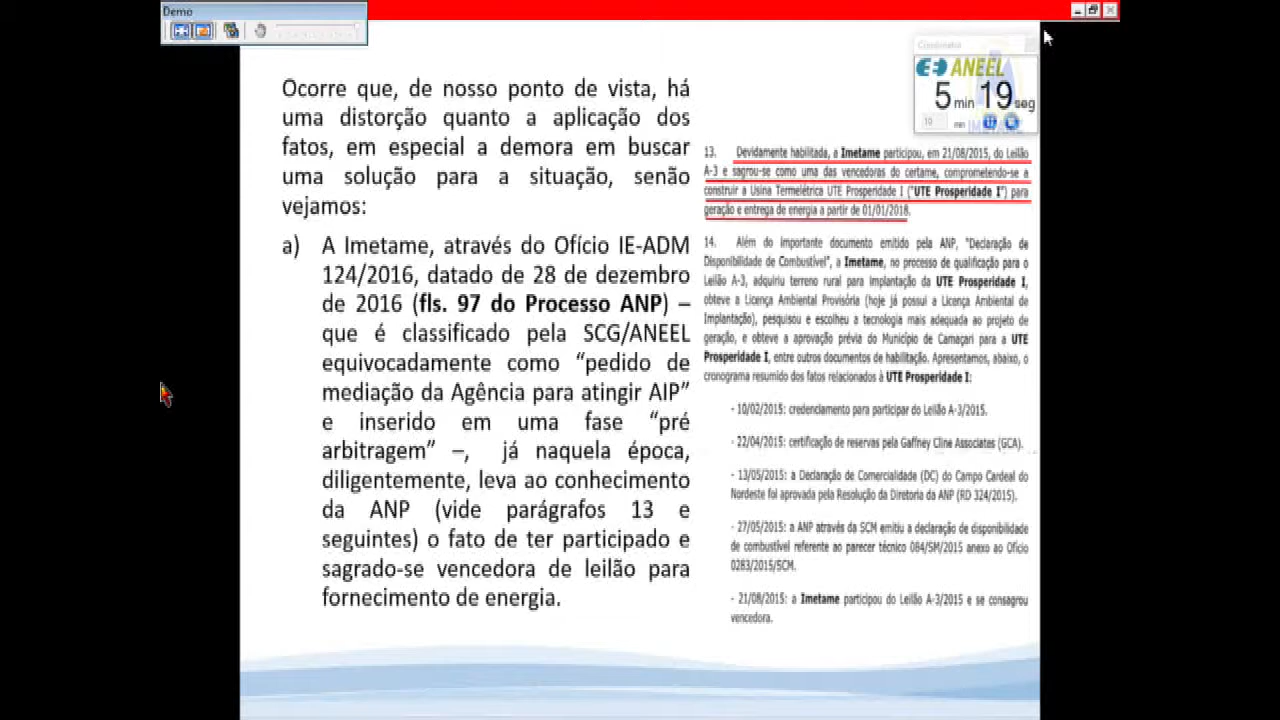 Demo
Cronômetro
ANEEL
5 min 19 seg
10 min
Ocorre que, de nosso ponto de vista, há
uma distorção quanto a aplicação dos
fatos, em especial a demora em buscar
uma solução para a situação, senão
vejamos:
a) A Imetame, através do Ofício IE-ADM
124/2016, datado de 28 de dezembro
de 2016 (fls. 97 do Processo ANP) –
que é classificado pela SCG/ANEEL
equivocadamente como “pedido de
mediação da Agência para atingir AIP”
e inserido em uma fase “pré
arbitragem” –, já naquela época,
diligentemente, leva ao conhecimento
da ANP (vide parágrafos 13 e
seguintes) o fato de ter participado e
sagrado-se vencedora de leilão para
fornecimento de energia.
13. Devidamente habilitada, a Imetame participou, em 21/08/2015, do Leilão
A-3 e sagrou-se como uma das vencedoras do certame, comprometendo-se a
construir a Usina Termelétrica UTE Prosperidade I ("UTE Prosperidade I") para
geração e entrega de energia a partir de 01/01/2018.
14. Além do importante documento emitido pela ANP, "Declaração de
Disponibilidade de Combustível", a Imetame, no processo de qualificação para o
Leilão A-3, adquiriu terreno rural para implantação da UTE Prosperidade I,
obteve a Licença Ambiental Provisória (hoje já possui a Licença Ambiental de
Implantação), pesquisou e escolheu a tecnologia mais adequada ao projeto de
geração, e obteve a aprovação prévia do Município de Camaçari para a UTE
Prosperidade I, entre outros documentos de habilitação. Apresentamos, abaixo, o
cronograma resumido dos fatos relacionados à UTE Prosperidade I:
- 10/02/2015: credenciamento para participar do Leilão A-3/2015.
- 22/04/2015: certificação de reservas pela Gaffney Cline Associates (GCA).
- 13/05/2015: a Declaração de Comercialidade (DC) do Campo Cardeal do
Nordeste foi aprovada pela Resolução da Diretoria da ANP (RD 324/2015).
- 27/05/2015: a ANP através da SCM emitiu a declaração de disponibilidade
de combustível referente ao parecer técnico 084/SM/2015 anexo ao Ofício
0283/2015/SCM.
- 21/08/2015: a Imetame participou do Leilão A-3/2015 e se consagrou
vencedora.